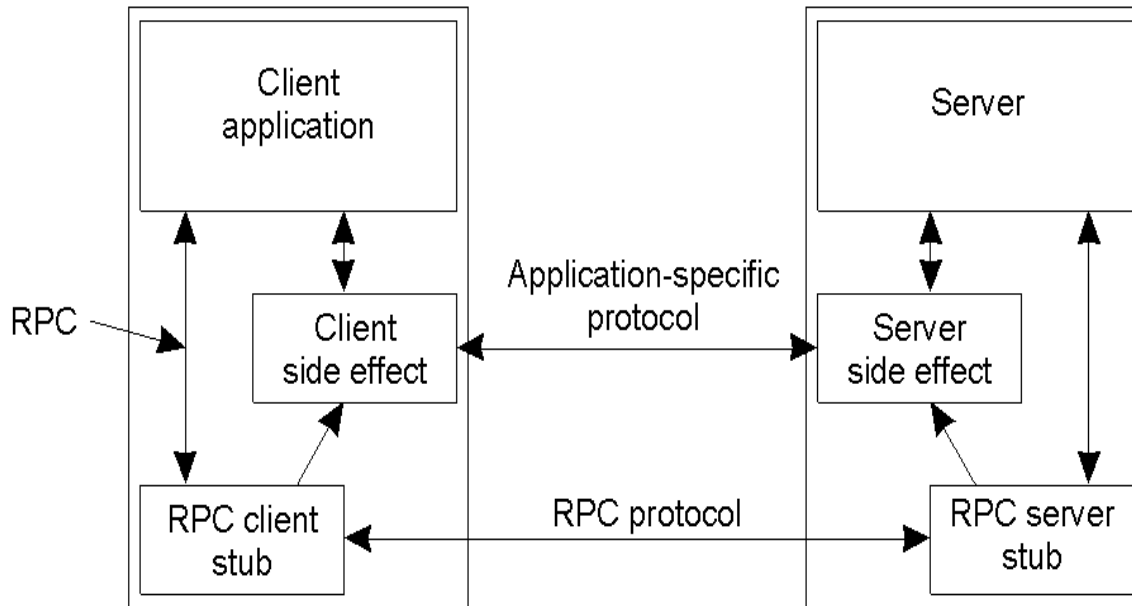 Client
application
Server
Application-specific
protocol
RPC
Client
side effect
Server
side effect
RPC client
stub
RPC protocol
RPC server
stub